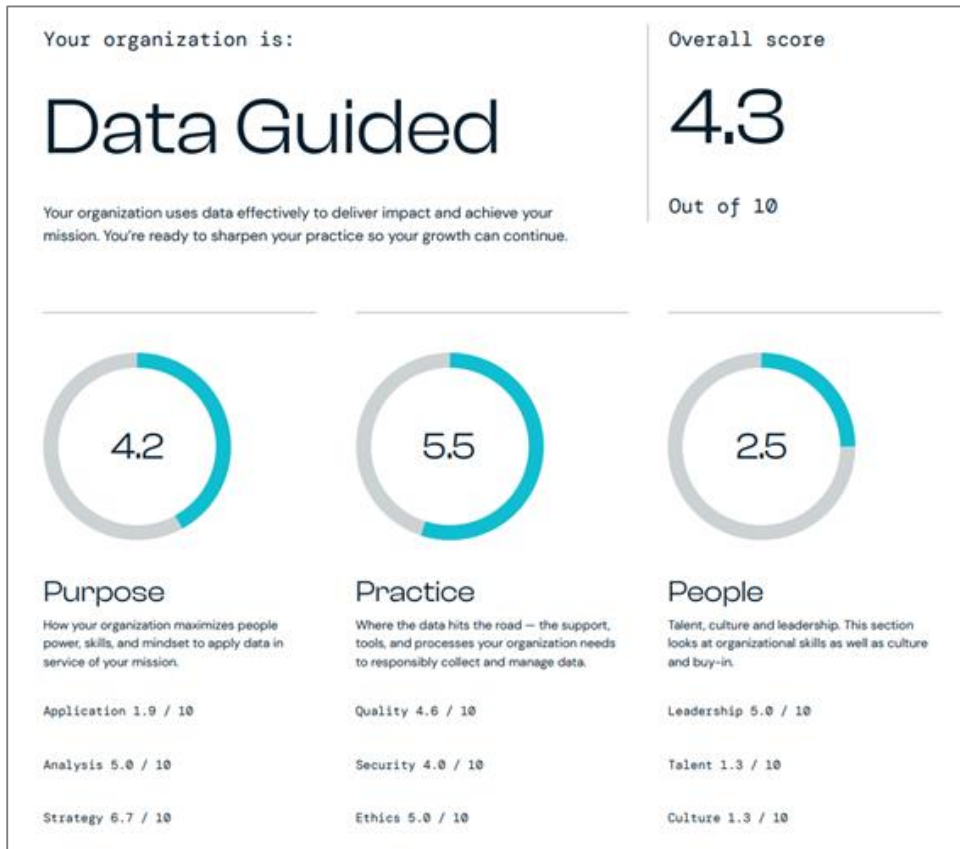 Your organization is:
Data Guided
Your organization uses data effectively to deliver impact and achieve your
mission. You're ready to sharpen your practice so your growth can continue.
Overall score
4.3
Out of 10
4.2
Purpose
How your organization maximizes people
power, skills, and mindset to apply data in
service of your mission.
Application 1.9 / 10
Analysis 5.0 / 10
Strategy 6.7 / 10
5.5
Practice
Where the data hits the road — the support,
tools, and processes your organization needs
to responsibly collect and manage data.
Quality 4.6 / 10
Security 4.0 / 10
Ethics 5.0 / 10
2.5
People
Talent, culture and leadership. This section
looks at organizational skills as well as culture
and buy-in.
Leadership 5.0 / 10
Talent 1.3 / 10
Culture 1.3 / 10